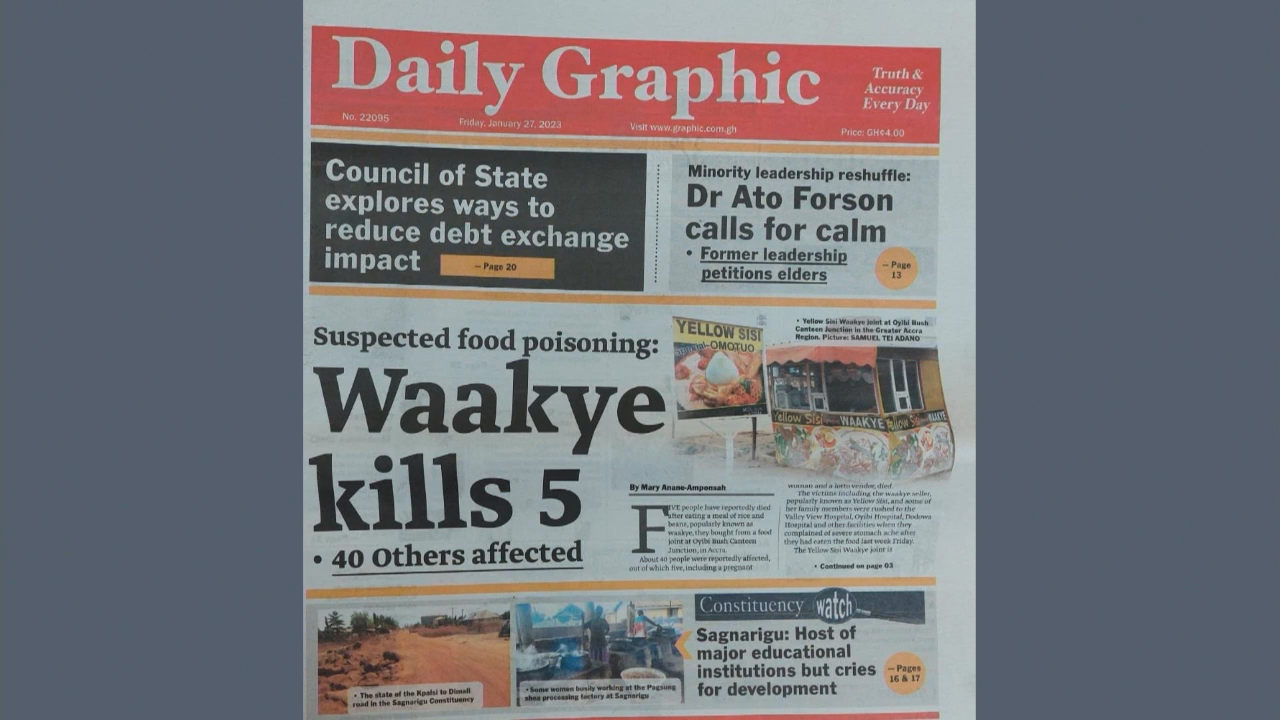 Daily Graphic
Truth &
Accuracy
Every Day
No. 22095
Friday, January 27, 2023
Visit www.graphic.com.gh
Price: GH¢4.00
Council of State
explores ways to
reduce debt exchange
impact
– Page 20
Minority leadership reshuffle:
Dr Ato Forson
calls for calm
• Former leadership
petitions elders
– Page
13
Suspected food poisoning:
Waakye
kills 5
• 40 Others affected
YELLOW SISI
OMOTUO
• Yellow Sisi Waakye joint at Oyibi Bush
Canteen Junction in the Greater Accra
Region. Picture: SAMUEL TEI ADANO
Yellow Sisi WAAKYE Yellow Sisi WAAKYE
By Mary Anane-Amponsah
FIVE people have reportedly died
after eating a meal of rice and
beans, popularly known as
waakye, they bought from a food
joint at Oyibi Bush Canteen
Junction, in Accra.
About 40 people were reportedly affected,
out of which five, including a pregnant
woman and a lotto vendor, died.
The victims including the waakye seller,
popularly known as Yellow Sisi, and some of
her family members were rushed to the
Valley View Hospital, Oyibi Hospital, Dodowa
Hospital and other facilities when they
complained of severe stomach ache after
they had eaten the food last week Friday.
The Yellow Sisi Waakye joint is
• Continued on page 03
• The state of the Kpalsi to Dimali
road in the Sagnarigu Constituency
• Some women busily working at the Pagsung
shea processing factory at Sagnarigu
Constituency watch
Sagnarigu: Host of
major educational
institutions but cries
for development
– Pages
16 & 17